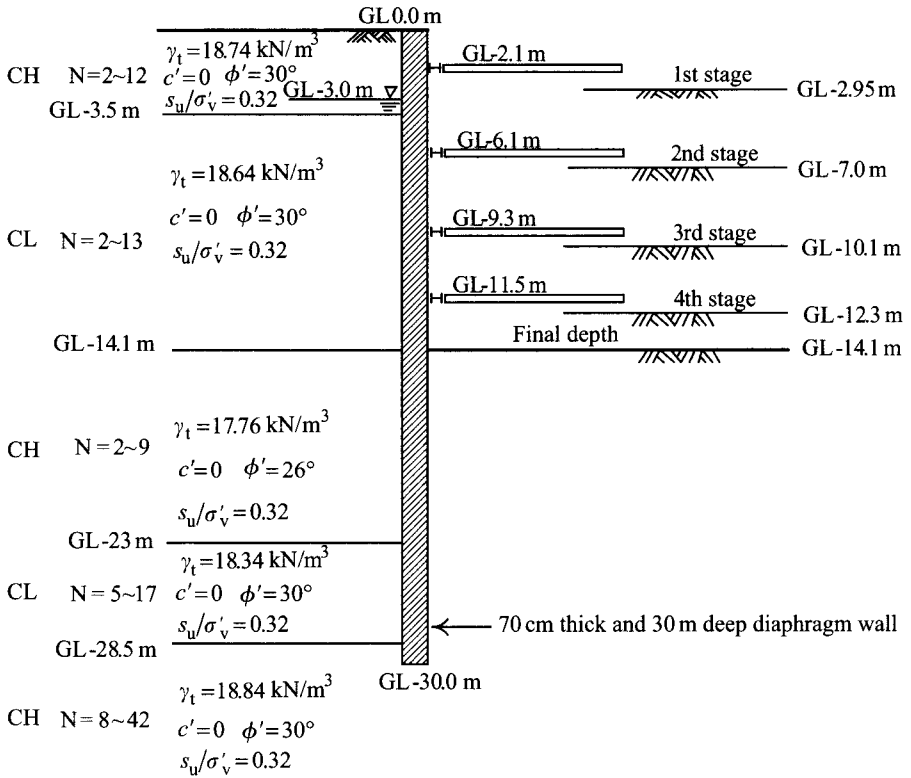 GL 0.0 m
CH N=2~12
γt=18.74 kN/m³
c'=0 ϕ'=30°
su/σ'v=0.32
GL-3.0 m
GL-3.5 m
GL-2.1 m
1st stage
GL-2.95 m
GL-6.1 m
2nd stage
GL-7.0 m
CL N=2~13
γt=18.64 kN/m³
c'=0 ϕ'=30°
su/σ'v=0.32
GL-9.3 m
3rd stage
GL-10.1 m
GL-11.5 m
4th stage
GL-12.3 m
GL-14.1 m
Final depth
GL-14.1 m
CH N=2~9
γt=17.76 kN/m³
c'=0 ϕ'=26°
su/σ'v=0.32
GL-23 m
CL N=5~17
γt=18.34 kN/m³
c'=0 ϕ'=30°
su/σ'v=0.32
GL-28.5 m
70 cm thick and 30 m deep diaphragm wall
GL-30.0 m
CH N=8~42
γt=18.84 kN/m³
c'=0 ϕ'=30°
su/σ'v=0.32